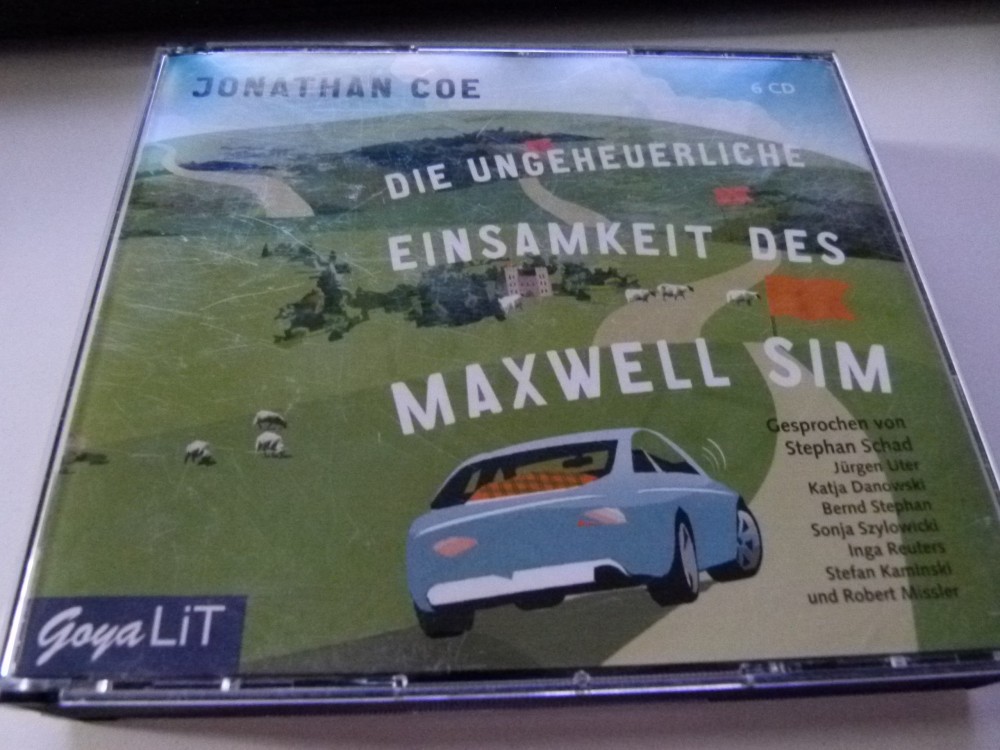 JONATHAN COE
6 CD
DIE UNGEHEUERLICHE
EINSAMKEIT DES
MAXWELL SIM
Gesprochen von
Stephan Schad
Jürgen Uter
Katja Danowski
Bernd Stephan
Sonja Szylowicki
Inga Reuters
Stefan Kaminski
und Robert Missler
Goya LiT